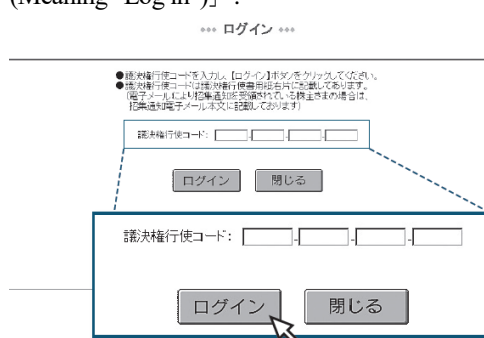 (Meaning "Log in")」.
*** ログイン ***
●議決権行使コードを入力し、【ログイン】ボタンをクリックしてください。
●議決権行使コードは議決権行使書用紙右片に記載してあります。
(電子メールにより招集通知を受領されている株主さまの場合は、
招集通知電子メール本文に記載しております)
議決権行使コード: - - -
ログイン 閉じる
議決権行使コード: - - -
ログイン 閉じる